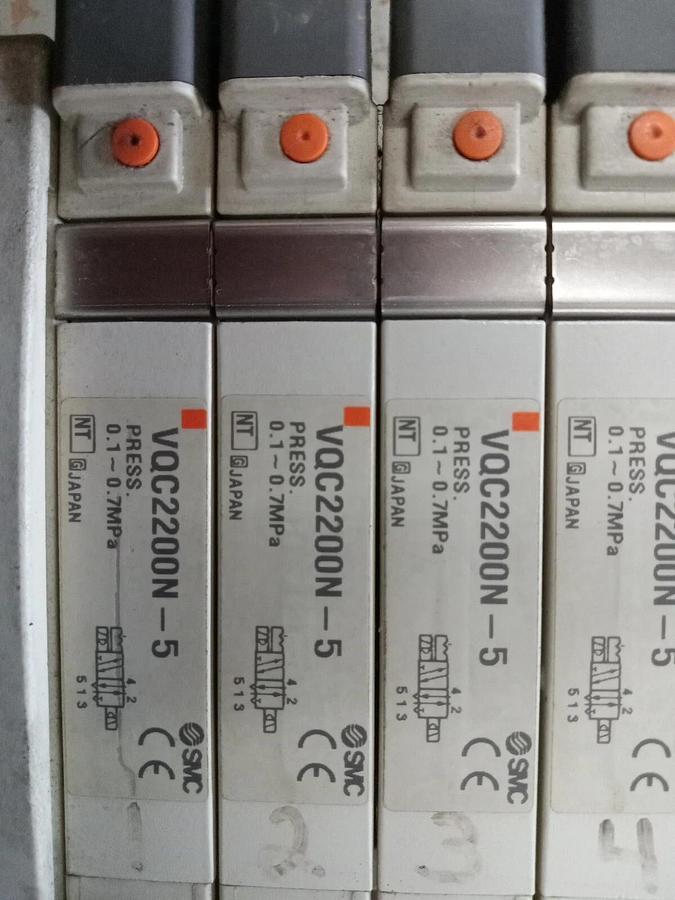 VQC2200N-5
PRESS.
0.1~0.7MPa
NT
G JAPAN
4 2
5 1 3
SMC
CE
1
VQC2200N-5
PRESS.
0.1~0.7MPa
NT
G JAPAN
4 2
5 1 3
SMC
CE
2
VQC2200N-5
PRESS.
0.1~0.7MPa
NT
G JAPAN
4 2
5 1 3
SMC
CE
3
VQC2200N-5
PRESS.
0.1~0.7MPa
NT
G JAPAN
4 2
5 1 3
CE
4